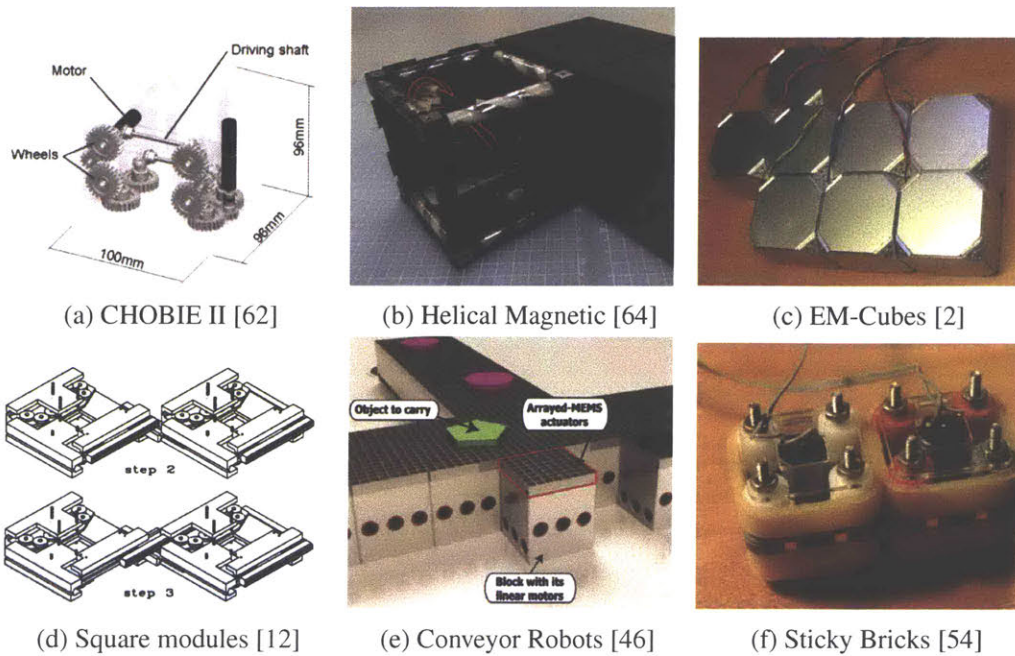 Driving shaft
Motor
Wheels
96mm
96mm
100mm
(a) CHOBIE II [62]
(b) Helical Magnetic [64]
(c) EM-Cubes [2]
step 2
step 3
(d) Square modules [12]
Object to carry
Arrayed-MEMS
actuators
Block with its
linear motors
(e) Conveyor Robots [46]
(f) Sticky Bricks [54]